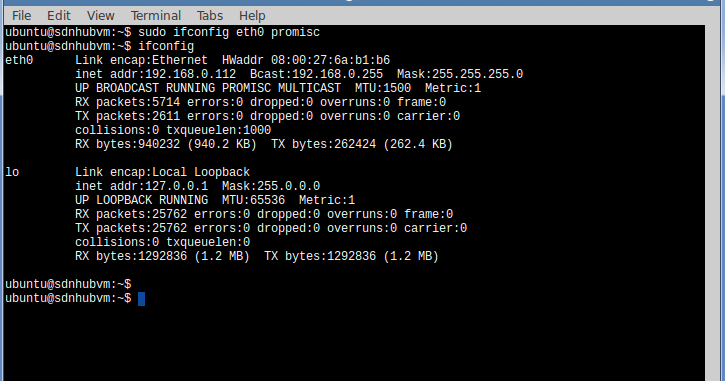 File Edit View Terminal Tabs Help
ubuntu@sdnhubvm:~$ sudo ifconfig eth0 promisc
ubuntu@sdnhubvm:~$ ifconfig
eth0      Link encap:Ethernet  HWaddr 08:00:27:6a:b1:b6
          inet addr:192.168.0.112  Bcast:192.168.0.255  Mask:255.255.255.0
          UP BROADCAST RUNNING PROMISC MULTICAST  MTU:1500  Metric:1
          RX packets:5714 errors:0 dropped:0 overruns:0 frame:0
          TX packets:2611 errors:0 dropped:0 overruns:0 carrier:0
          collisions:0 txqueuelen:1000
          RX bytes:940232 (940.2 KB)  TX bytes:262424 (262.4 KB)
lo        Link encap:Local Loopback
          inet addr:127.0.0.1  Mask:255.0.0.0
          UP LOOPBACK RUNNING  MTU:65536  Metric:1
          RX packets:25762 errors:0 dropped:0 overruns:0 frame:0
          TX packets:25762 errors:0 dropped:0 overruns:0 carrier:0
          collisions:0 txqueuelen:0
          RX bytes:1292836 (1.2 MB)  TX bytes:1292836 (1.2 MB)
ubuntu@sdnhubvm:~$
ubuntu@sdnhubvm:~$